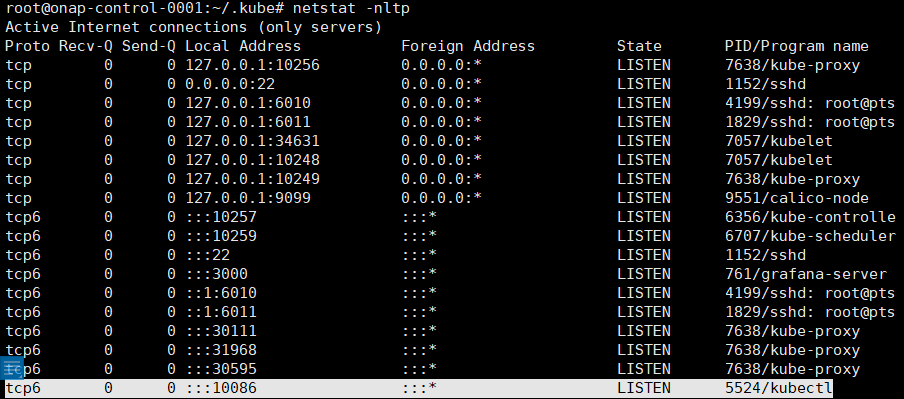 root@onap-control-0001:~/.kube# netstat -nltp
Active Internet connections (only servers)
Proto Recv-Q Send-Q Local Address           Foreign Address         State       PID/Program name
tcp        0      0 127.0.0.1:10256         0.0.0.0:*               LISTEN      7638/kube-proxy
tcp        0      0 0.0.0.0:22              0.0.0.0:*               LISTEN      1152/sshd
tcp        0      0 127.0.0.1:6010          0.0.0.0:*               LISTEN      4199/sshd: root@pts
tcp        0      0 127.0.0.1:6011          0.0.0.0:*               LISTEN      1829/sshd: root@pts
tcp        0      0 127.0.0.1:34631         0.0.0.0:*               LISTEN      7057/kubelet
tcp        0      0 127.0.0.1:10248         0.0.0.0:*               LISTEN      7057/kubelet
tcp        0      0 127.0.0.1:10249         0.0.0.0:*               LISTEN      7638/kube-proxy
tcp        0      0 127.0.0.1:9099          0.0.0.0:*               LISTEN      9551/calico-node
tcp6       0      0 :::10257                :::*                    LISTEN      6356/kube-controlle
tcp6       0      0 :::10259                :::*                    LISTEN      6707/kube-scheduler
tcp6       0      0 :::22                   :::*                    LISTEN      1152/sshd
tcp6       0      0 :::3000                 :::*                    LISTEN      761/grafana-server
tcp6       0      0 ::1:6010                :::*                    LISTEN      4199/sshd: root@pts
tcp6       0      0 ::1:6011                :::*                    LISTEN      1829/sshd: root@pts
tcp6       0      0 :::30111                :::*                    LISTEN      7638/kube-proxy
tcp6       0      0 :::31968                :::*                    LISTEN      7638/kube-proxy
tcp6       0      0 :::30595                :::*                    LISTEN      7638/kube-proxy
tcp6       0      0 :::10086                :::*                    LISTEN      5524/kubectl